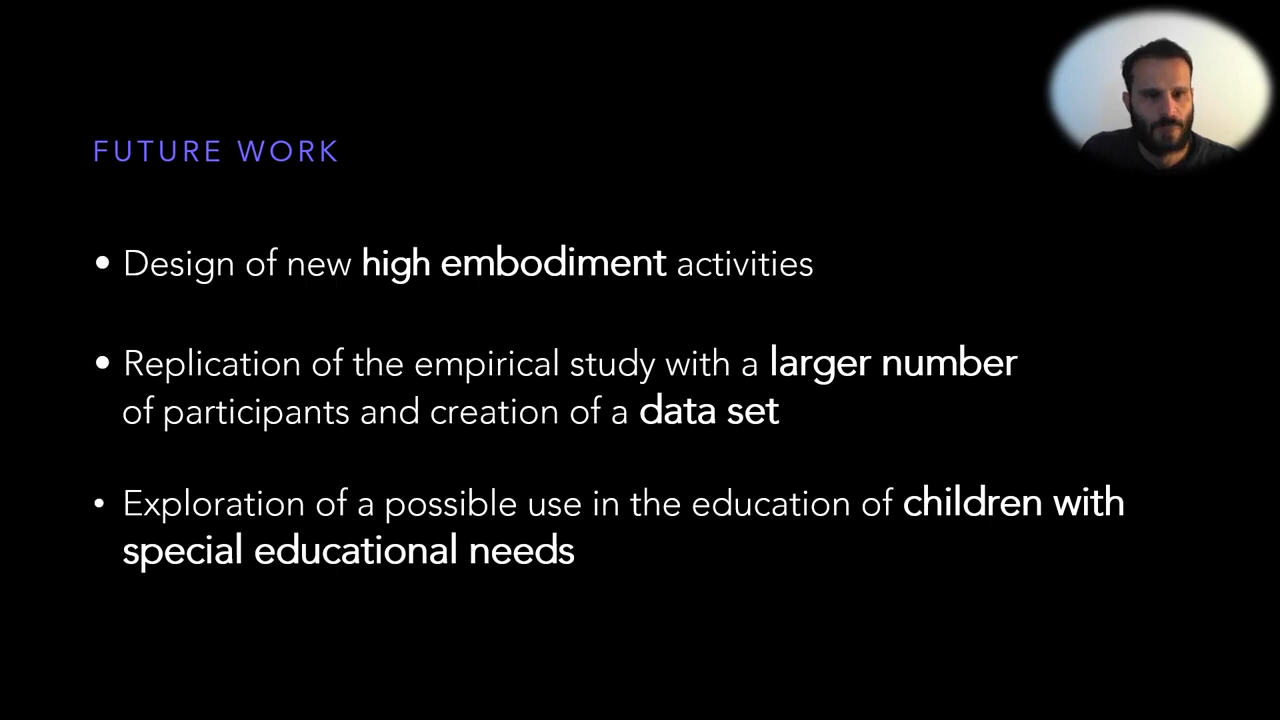 FUTURE WORK
• Design of new high embodiment activities
• Replication of the empirical study with a larger number
of participants and creation of a data set
• Exploration of a possible use in the education of children with
special educational needs